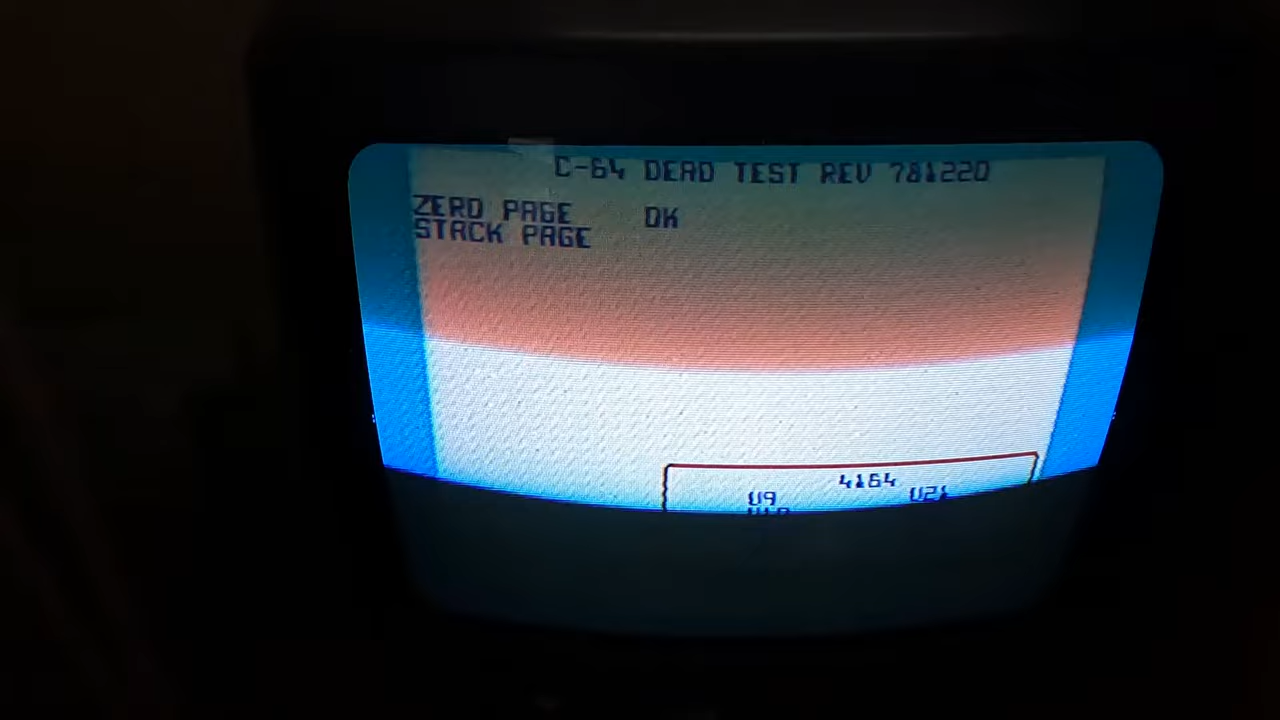 C-64 DEAD TEST REV 781220
ZERO PAGE OK
STACK PAGE
4164
U9 U21